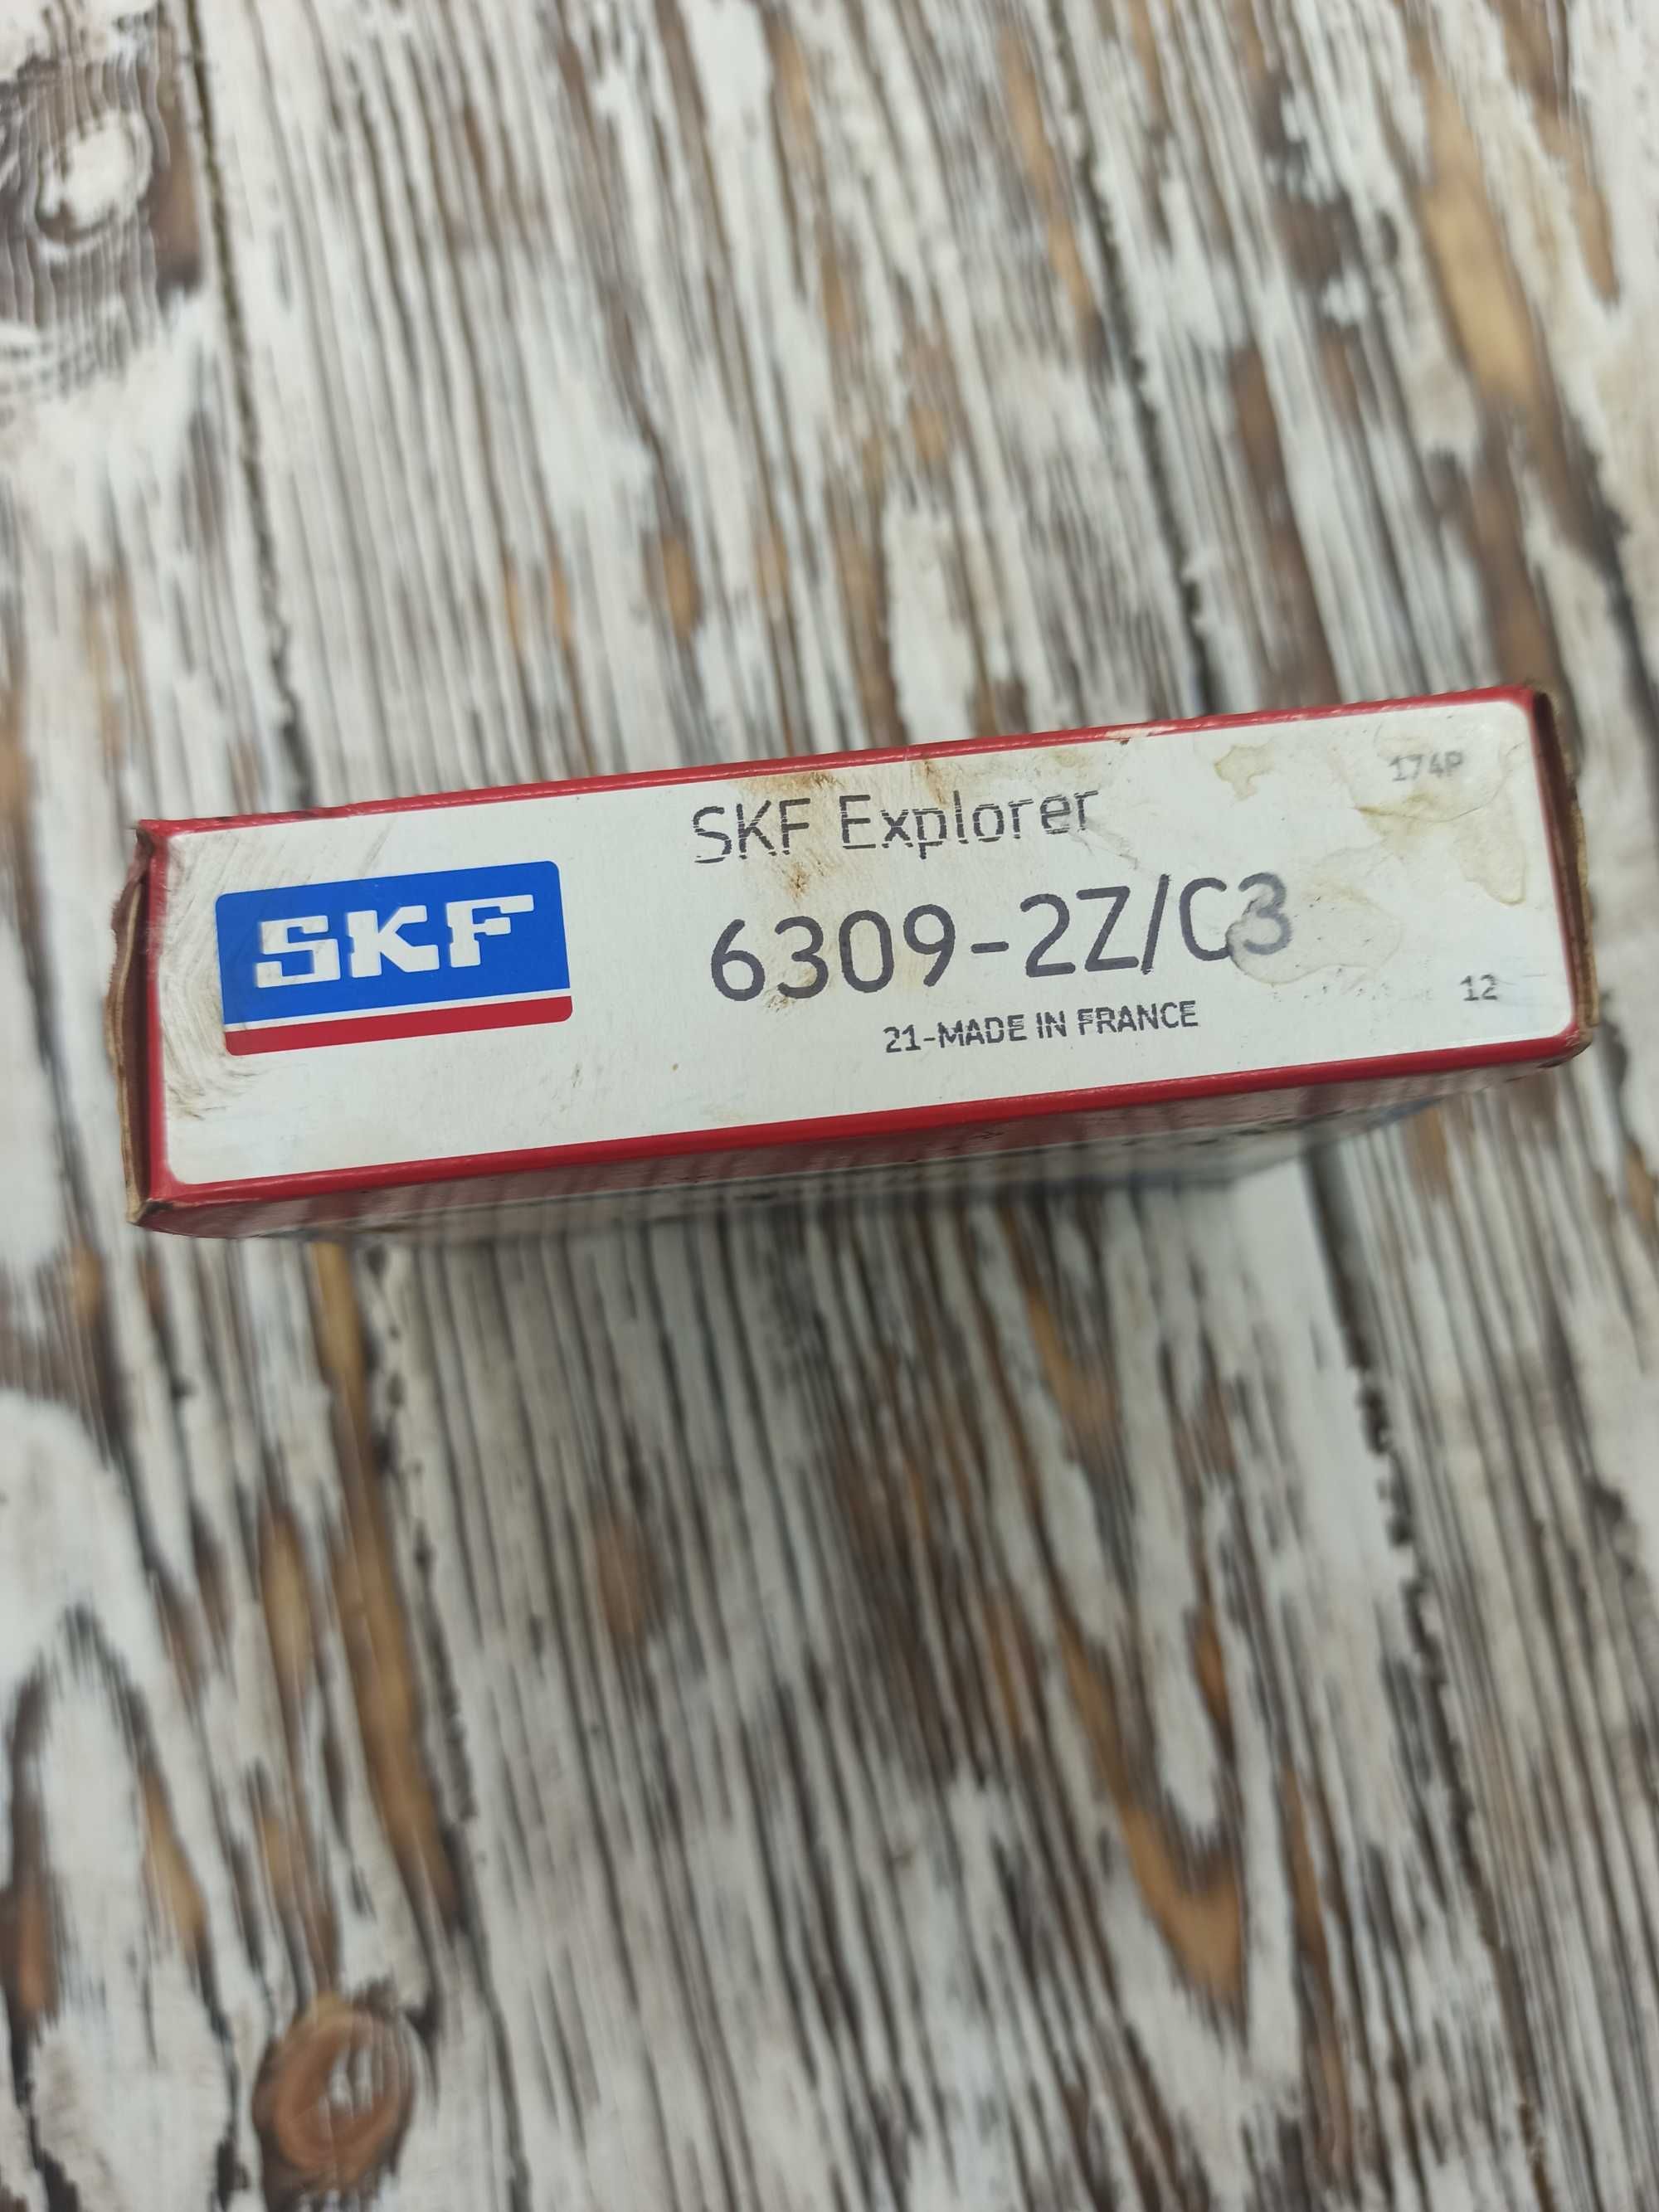 174P
SKF Explorer
SKF
6309-2Z/C3
12
21-MADE IN FRANCE